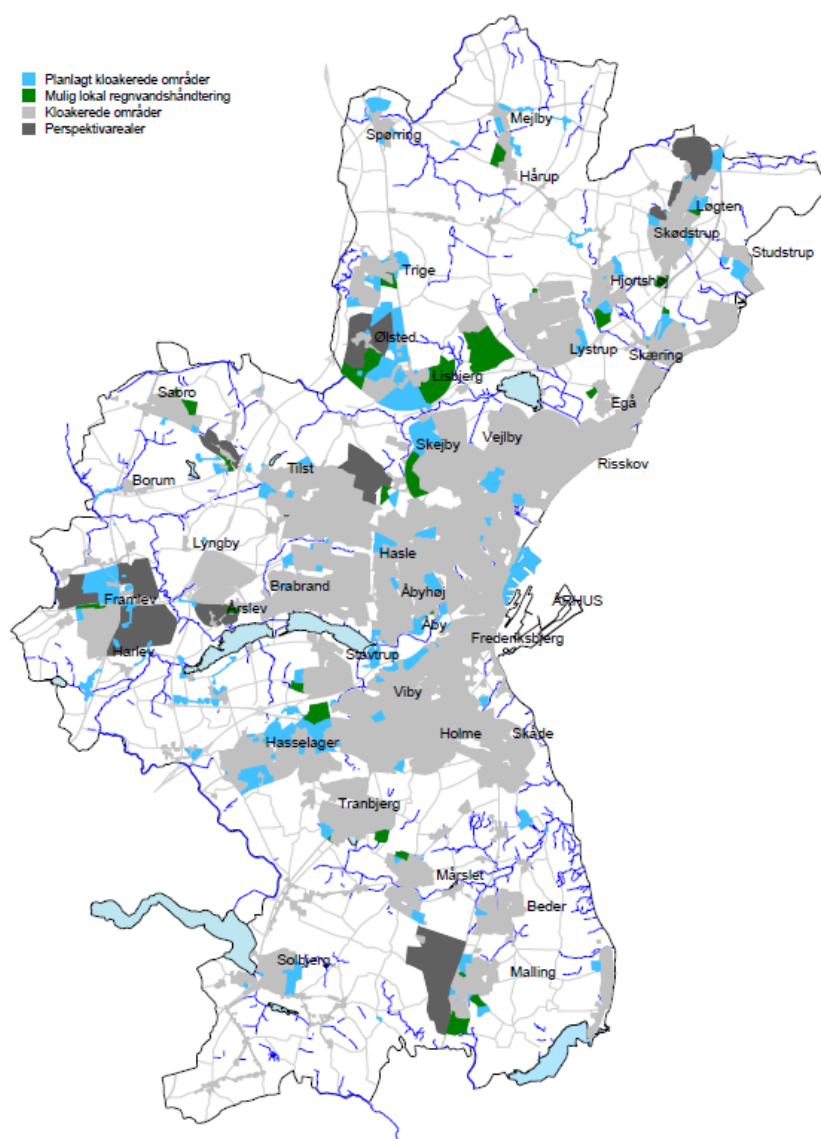 Planlagt kloakerede områder
Mulig lokal regnvandshåndtering
Kloakerede områder
Perspektivarealer
Mejlby
Spørring
Hårup
Løgten
Skødstrup
Studstrup
Trige
Hjortshøj
Ølsted
Lystrup
Skæring
Lisbjerg
Sabro
Egå
Skejby
Vejlby
Risskov
Tilst
Borum
Lyngby
Hasle
Brabrand
Åbyhøj
Framlev
Årslev
ÅRHUS
Åby
Frederiksbjerg
Harlev
Stavtrup
Viby
Holme
Skåde
Hasselager
Tranbjerg
Mårslet
Beder
Solbjerg
Malling